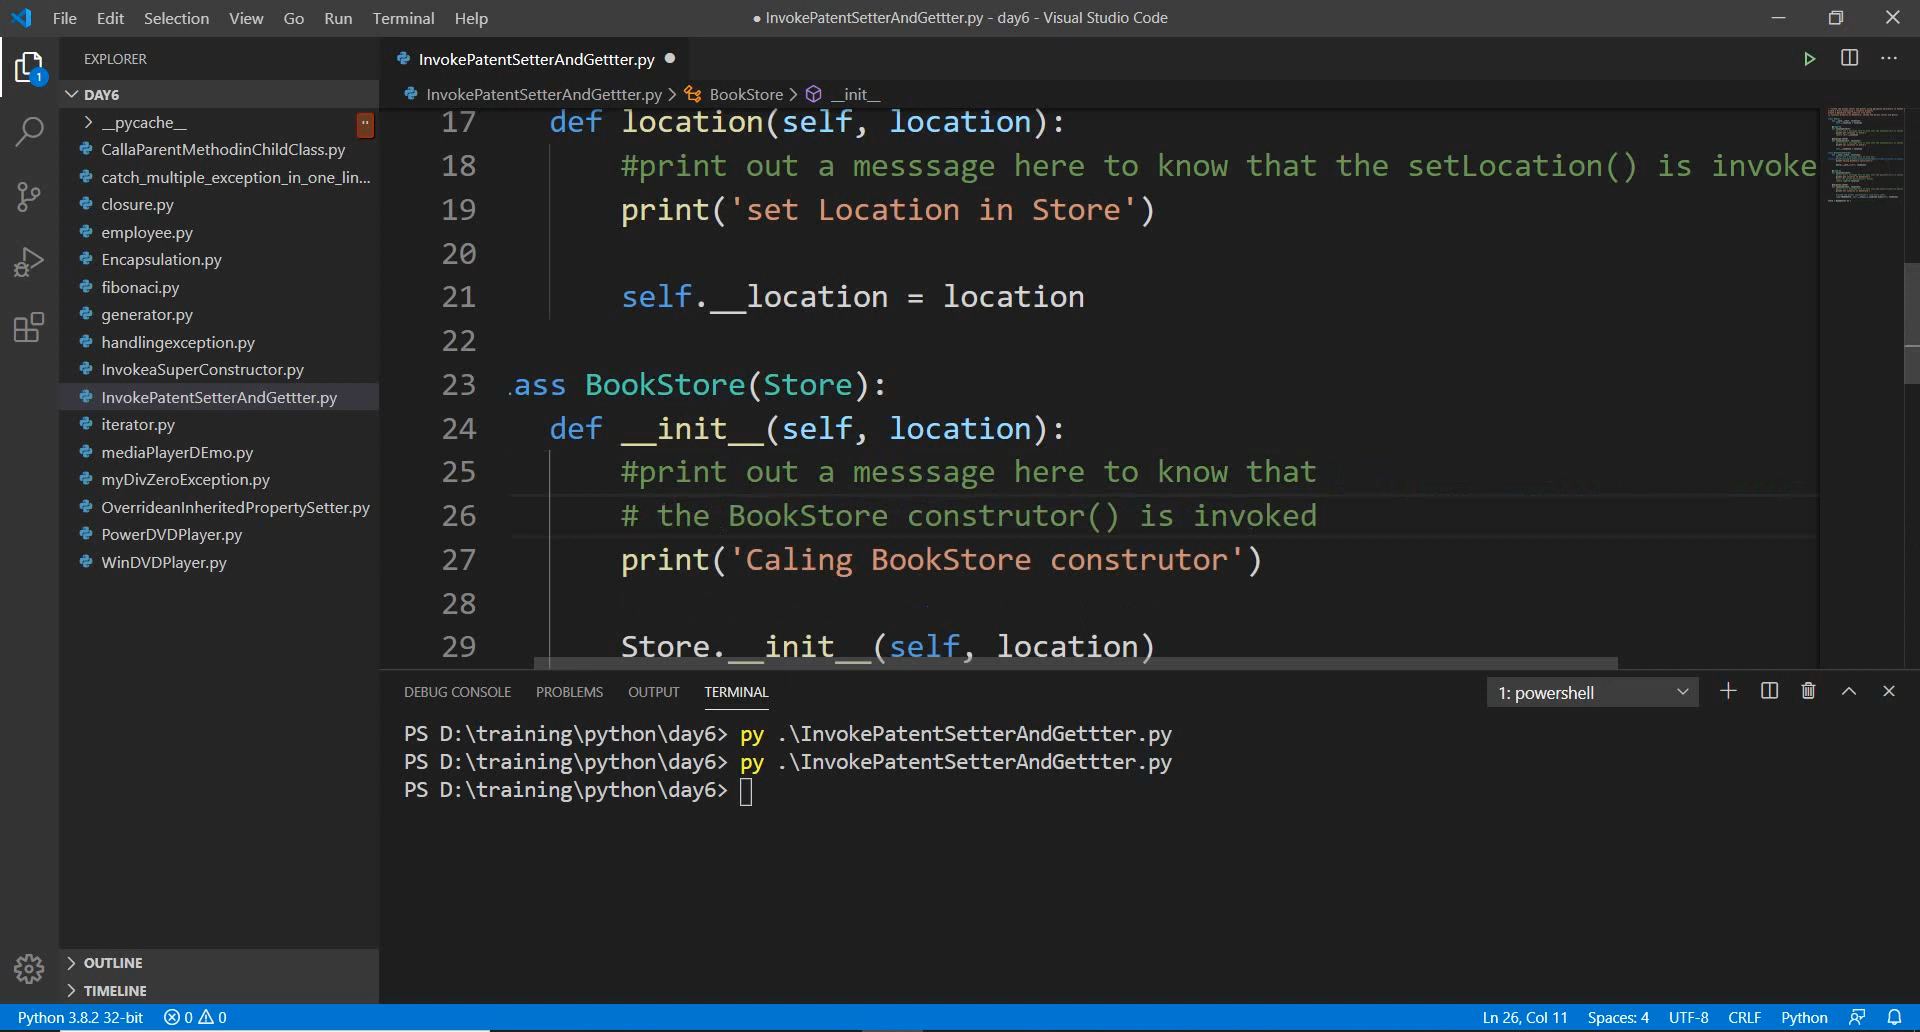 File Edit Selection View Go Run Terminal Help
● InvokePatentSetterAndGettter.py - day6 - Visual Studio Code
EXPLORER
1
DAY6
__pycache__
CallaParentMethodinChildClass.py
catch_multiple_exception_in_one_lin...
closure.py
employee.py
Encapsulation.py
fibonaci.py
generator.py
handlingexception.py
InvokeaSuperConstructor.py
InvokePatentSetterAndGettter.py
iterator.py
mediaPlayerDEmo.py
myDivZeroException.py
OverrideanInheritedPropertySetter.py
PowerDVDPlayer.py
WinDVDPlayer.py
OUTLINE
TIMELINE
InvokePatentSetterAndGettter.py
InvokePatentSetterAndGettter.py > BookStore > __init__
17 def location(self, location):
18 #print out a messsage here to know that the setLocation() is invoke
19 print('set Location in Store')
20
21 self.__location = location
22
23 ass BookStore(Store):
24 def __init__(self, location):
25 #print out a messsage here to know that
26 # the BookStore construtor() is invoked
27 print('Caling BookStore construtor')
28
29 Store.__init__(self, location)
DEBUG CONSOLE PROBLEMS OUTPUT TERMINAL
1: powershell
PS D:\training\python\day6> py .\InvokePatentSetterAndGettter.py
PS D:\training\python\day6> py .\InvokePatentSetterAndGettter.py
PS D:\training\python\day6>
Python 3.8.2 32-bit 0 0
Ln 26, Col 11 Spaces: 4 UTF-8 CRLF Python